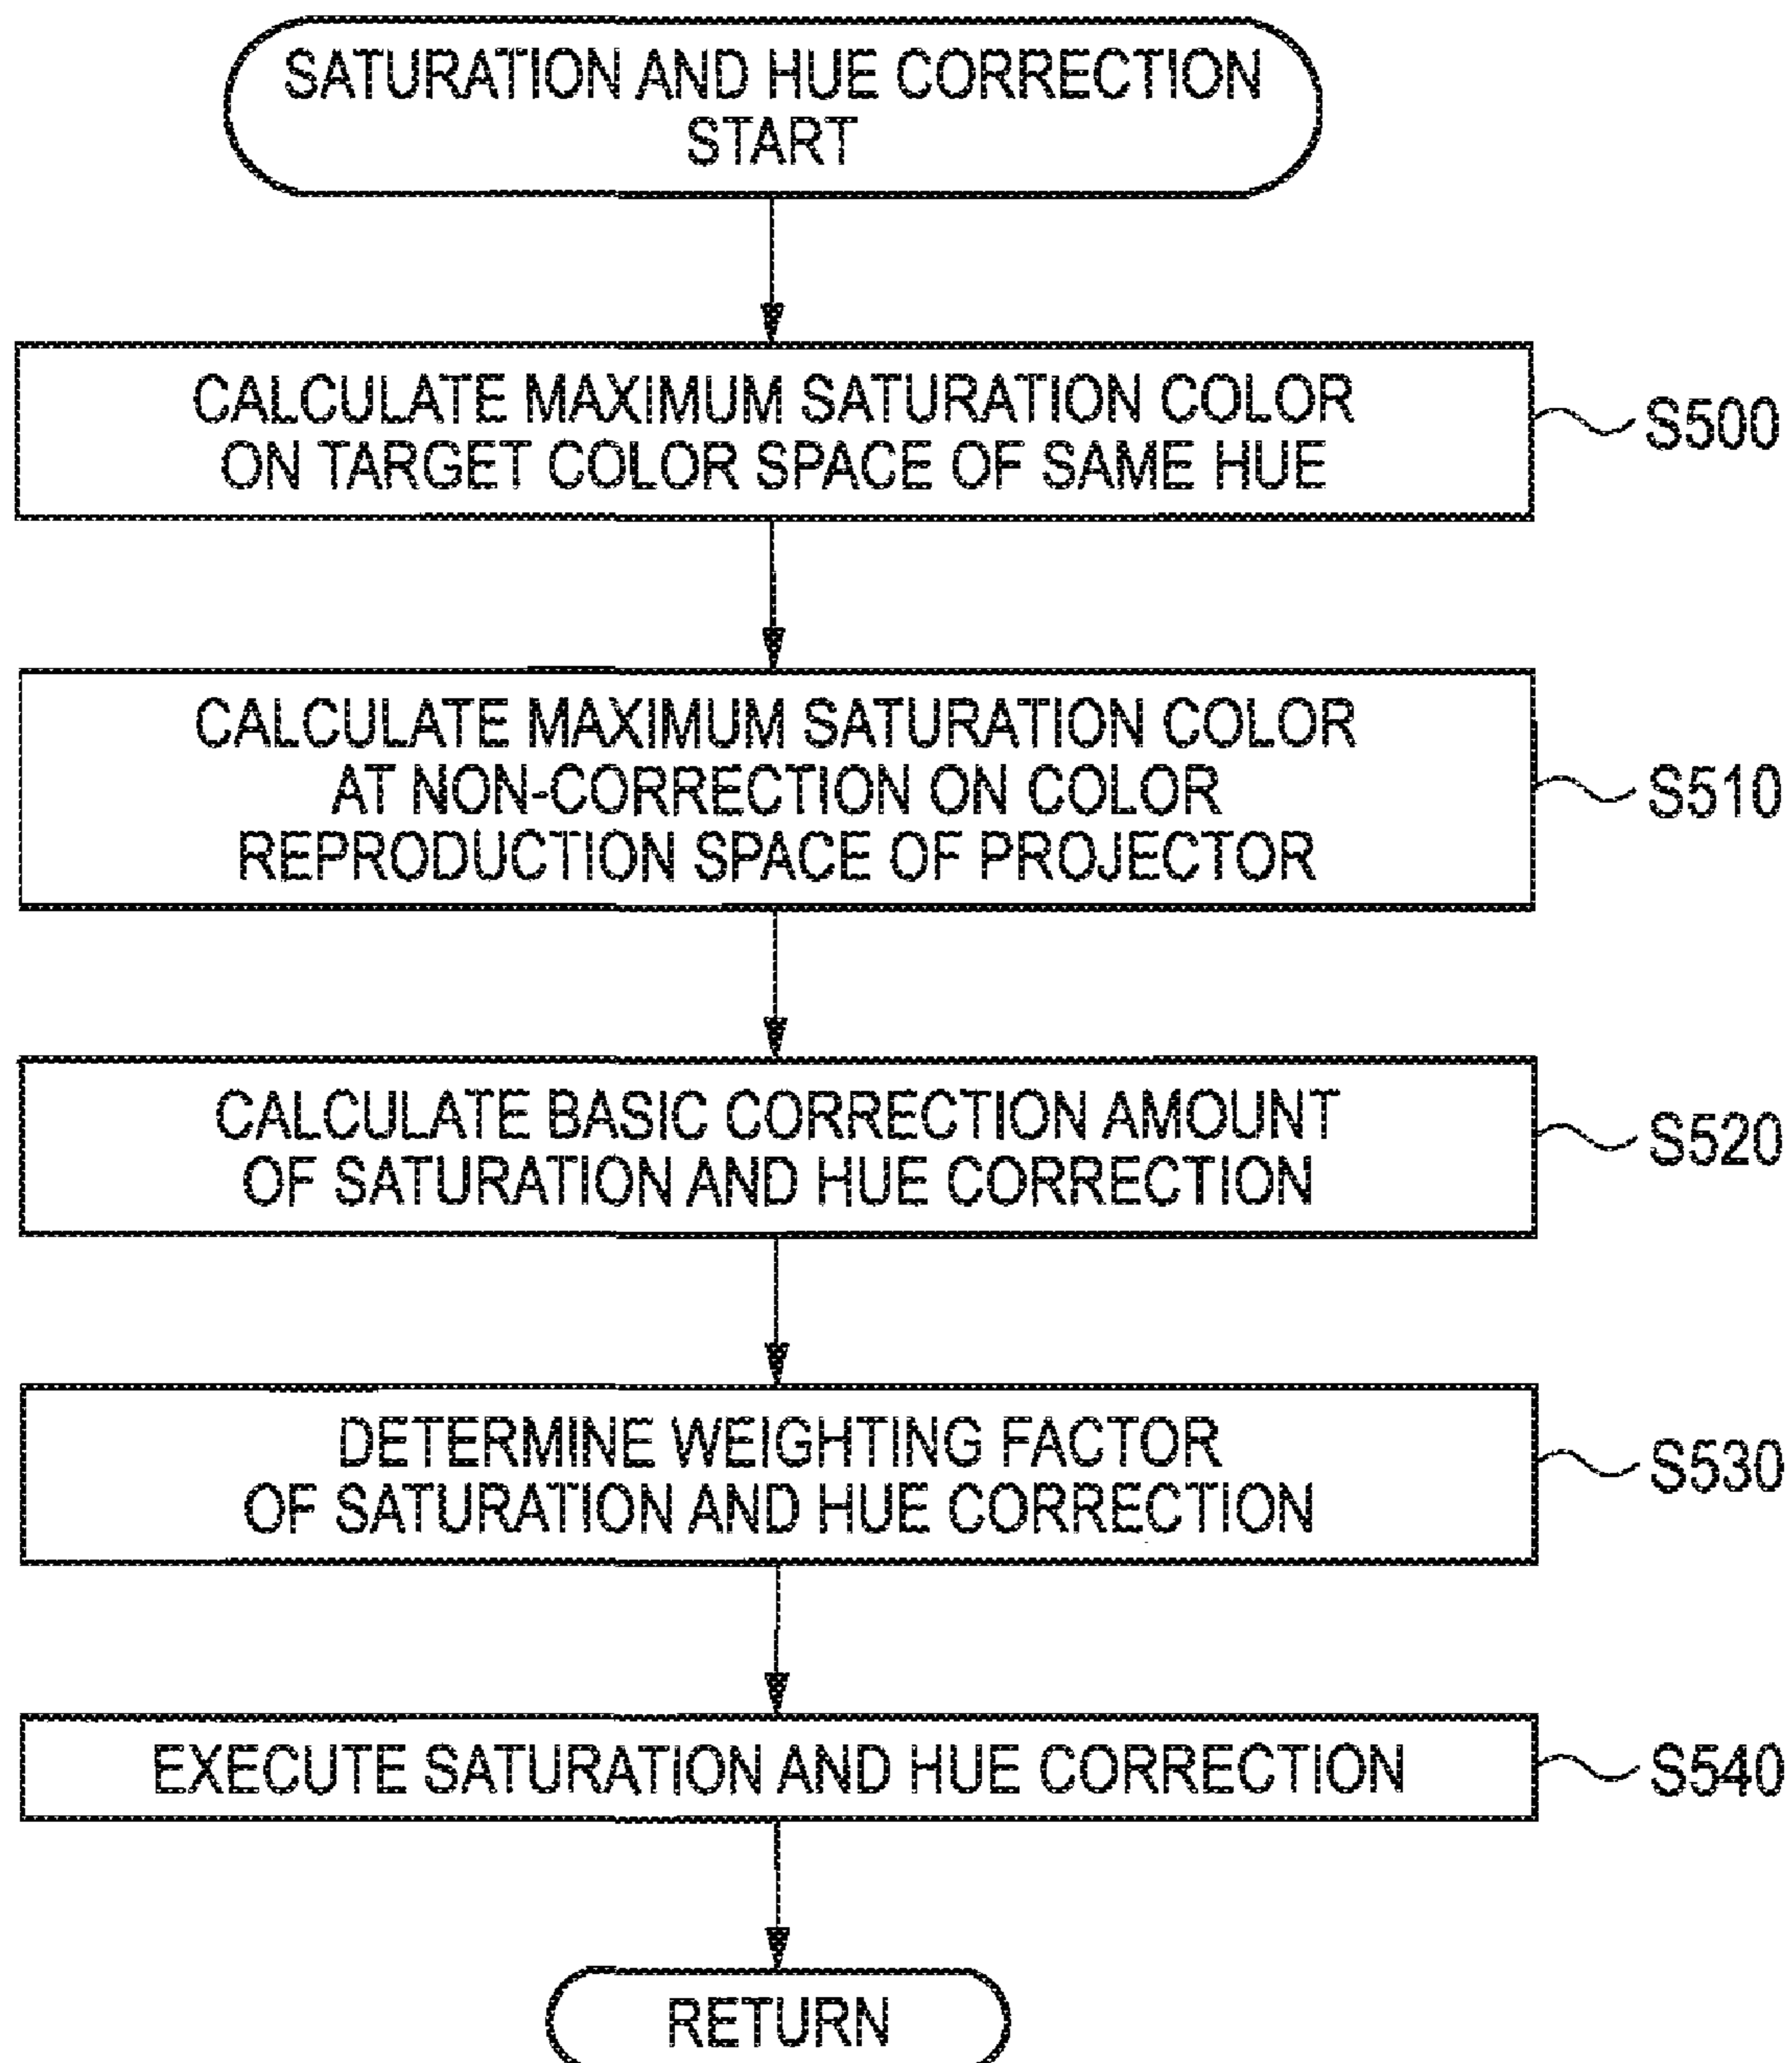 SATURATION AND HUE CORRECTION
START
CALCULATE MAXIMUM SATURATION COLOR
ON TARGET COLOR SPACE OF SAME HUE
S500
CALCULATE MAXIMUM SATURATION COLOR
AT NON-CORRECTION ON COLOR
REPRODUCTION SPACE OF PROJECTOR
S510
CALCULATE BASIC CORRECTION AMOUNT
OF SATURATION AND HUE CORRECTION
S520
DETERMINE WEIGHTING FACTOR
OF SATURATION AND HUE CORRECTION
S530
EXECUTE SATURATION AND HUE CORRECTION
S540
RETURN